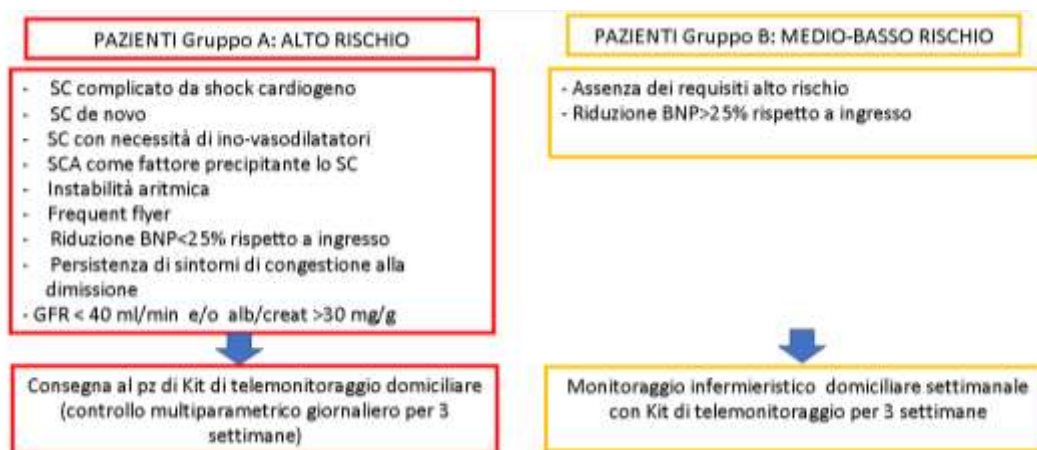 PAZIENTI Gruppo A: ALTO RISCHIO
- SC complicato da shock cardiogeno
- SC de novo
- SC con necessità di ino-vasodilatatori
- SCA come fattore precipitante lo SC
- Instabilità aritmica
- Frequent flyer
- Riduzione BNP<25% rispetto a ingresso
- Persistenza di sintomi di congestione alla
dimissione
- GFR < 40 ml/min e/o alb/creat >30 mg/g
Consegna al pz di Kit di telemonitoraggio domiciliare
(controllo multiparametrico giornaliero per 3
settimane)
PAZIENTI Gruppo B: MEDIO-BASSO RISCHIO
- Assenza dei requisiti alto rischio
- Riduzione BNP>25% rispetto a ingresso
Monitoraggio infermieristico domiciliare settimanale
con Kit di telemonitoraggio per 3 settimane